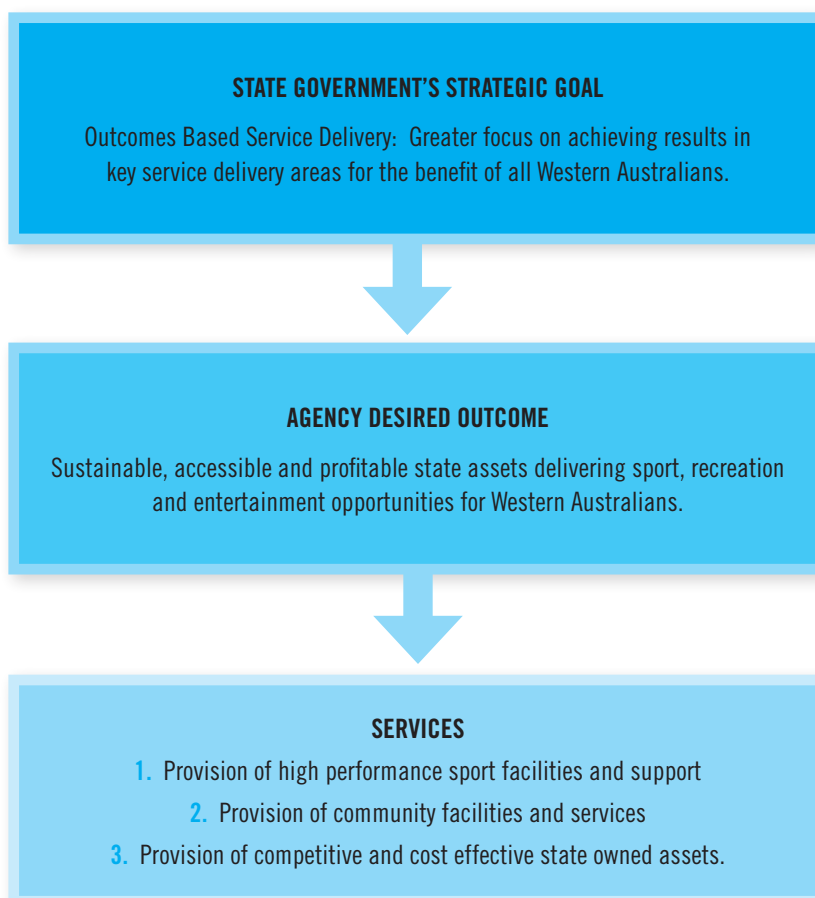 STATE GOVERNMENT'S STRATEGIC GOAL
Outcomes Based Service Delivery: Greater focus on achieving results in
key service delivery areas for the benefit of all Western Australians.
AGENCY DESIRED OUTCOME
Sustainable, accessible and profitable state assets delivering sport, recreation
and entertainment opportunities for Western Australians.
SERVICES
1. Provision of high performance sport facilities and support
2. Provision of community facilities and services
3. Provision of competitive and cost effective state owned assets.